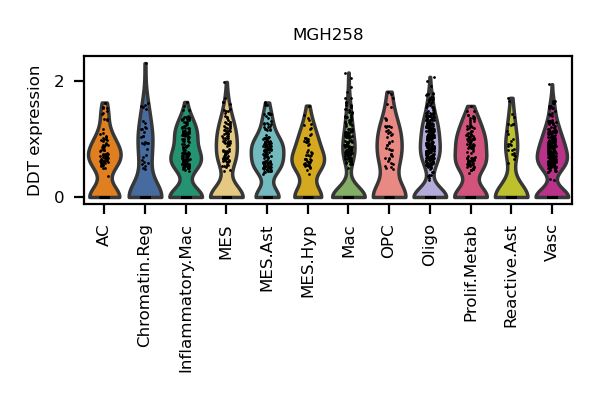 MGH258
DDT expression
2
0
AC
Chromatin.Reg
Inflammatory.Mac
MES
MES.Ast
MES.Hyp
Mac
OPC
Oligo
Prolif.Metab
Reactive.Ast
Vasc